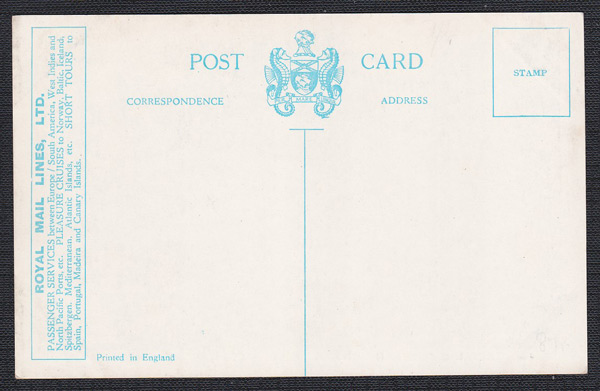 ROYAL MAIL LINES, LTD.
PASSENGER SERVICES between Europe / South America, West Indies and
North Pacific Ports, etc. PLEASURE CRUISES to Norway, Baltic, Iceland,
Spitzbergen, Mediterranean, Atlantic Islands, etc. SHORT TOURS to
Spain, Portugal, Madeira and Canary Islands.
POST CARD
CORRESPONDENCE
ADDRESS
STAMP
Printed in England